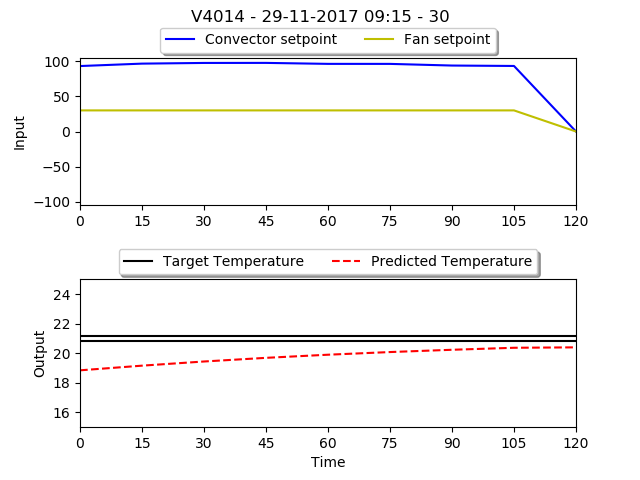 V4014 - 29-11-2017 09:15 - 30
Convector setpoint Fan setpoint
100
50
0
−50
−100
Input
0 15 30 45 60 75 90 105 120
Target Temperature Predicted Temperature
24
22
20
18
16
Output
0 15 30 45 60 75 90 105 120
Time